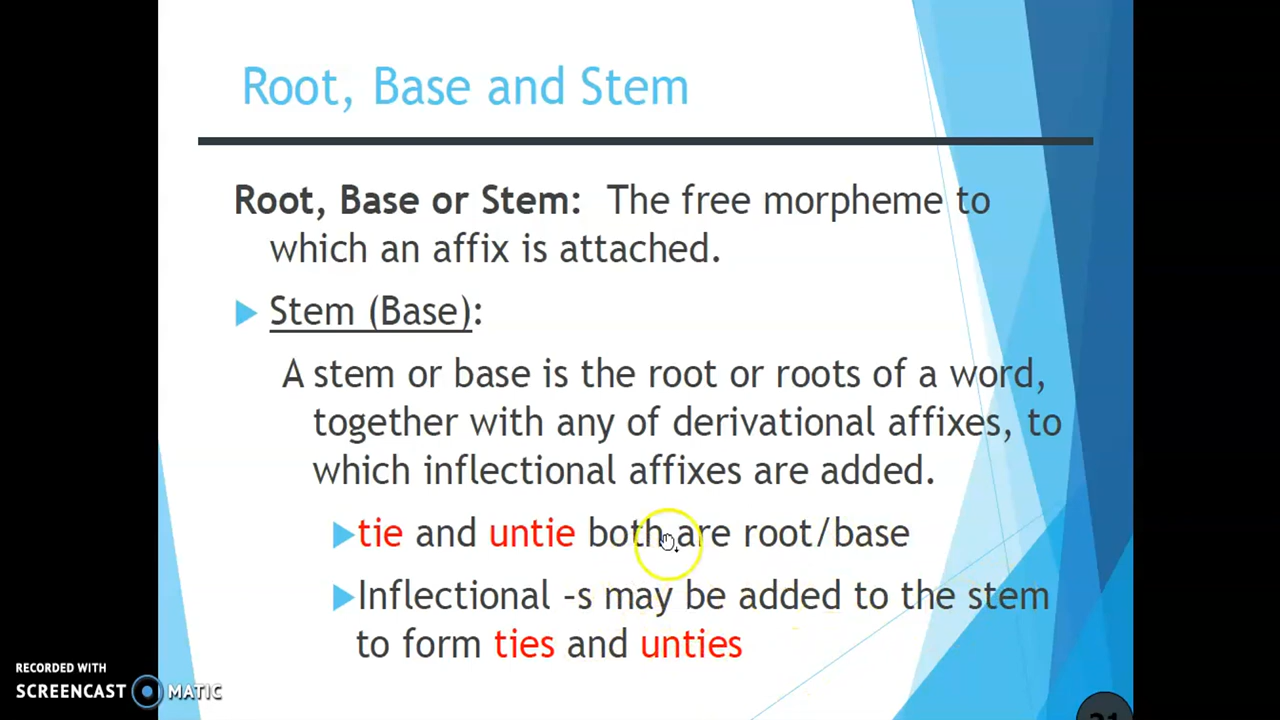 Root, Base and Stem
Root, Base or Stem: The free morpheme to
which an affix is attached.
Stem (Base):
A stem or base is the root or roots of a word,
together with any of derivational affixes, to
which inflectional affixes are added.
tie and untie both are root/base
Inflectional –s may be added to the stem
to form ties and unties
RECORDED WITH
SCREENCAST MATIC